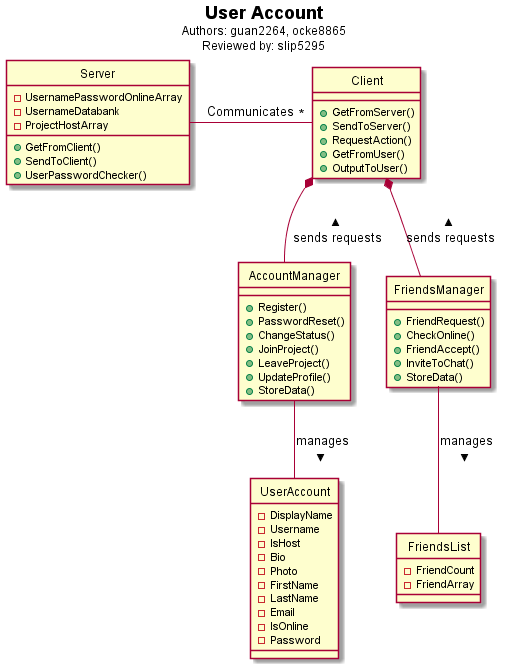 User Account
Authors: guan2264, ocke8865
Reviewed by: slip5295
Server
UsernamePasswordOnlineArray
UsernameDatabank
ProjectHostArray
GetFromClient()
SendToClient()
UserPasswordChecker()
Communicates *
Client
GetFromServer()
SendToServer()
RequestAction()
GetFromUser()
OutputToUser()
sends requests
sends requests
AccountManager
Register()
PasswordReset()
ChangeStatus()
JoinProject()
LeaveProject()
UpdateProfile()
StoreData()
FriendsManager
FriendRequest()
CheckOnline()
FriendAccept()
InviteToChat()
StoreData()
manages
manages
UserAccount
DisplayName
Username
IsHost
Bio
Photo
FirstName
LastName
Email
IsOnline
Password
FriendsList
FriendCount
FriendArray